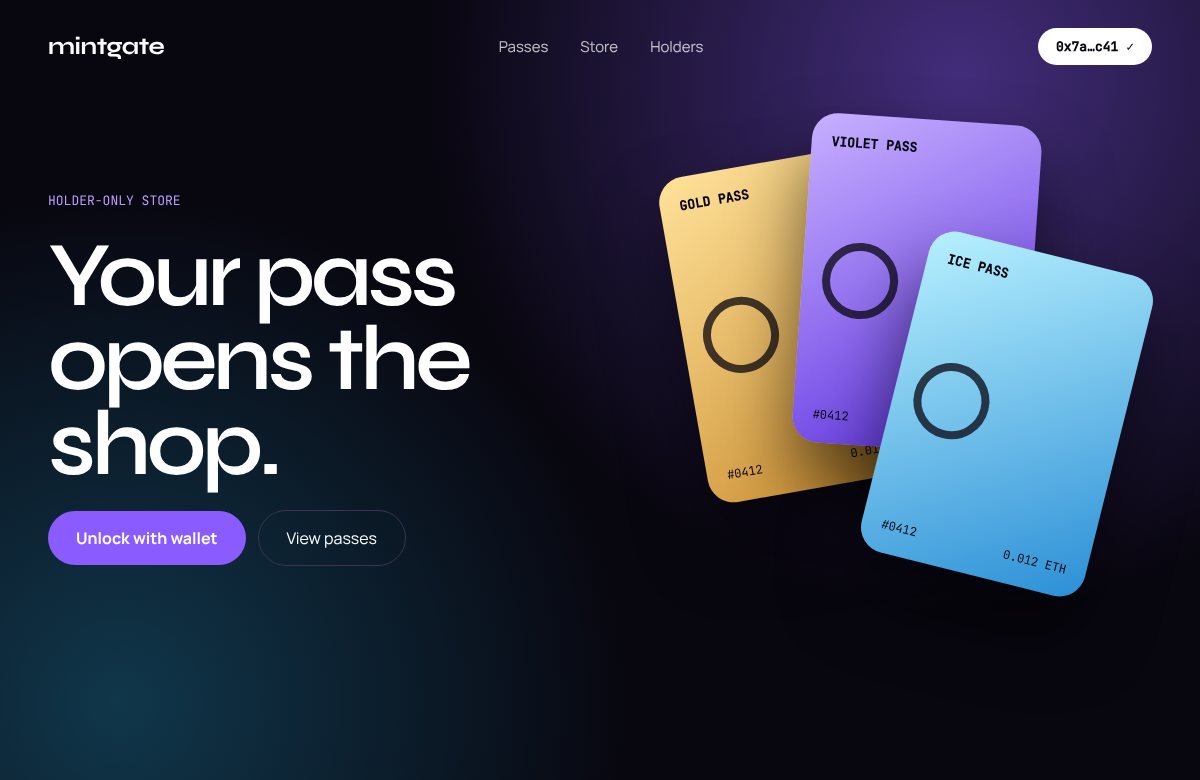 mintgate
Passes
Store
Holders
0x7a…c41 ✓
HOLDER-ONLY STORE
Your pass
opens the
shop.
Unlock with wallet
View passes
GOLD PASS
#0412
VIOLET PASS
#0412
ICE PASS
#0412
0.012 ETH